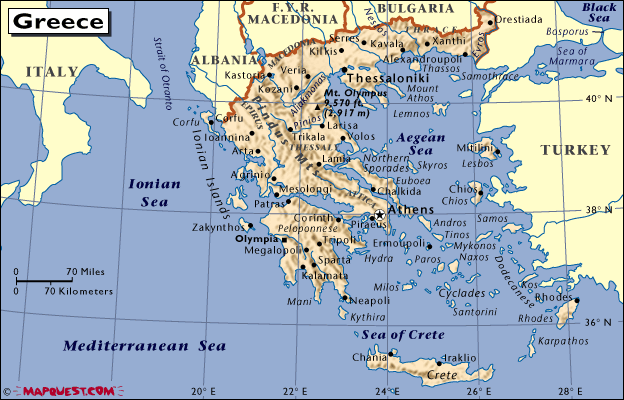 Greece
F.Y.R.
MACEDONIA
BULGARIA
Black
Sea
Nestos
THRACE
Orestiada
Bosporus
Serres
Kavala
Xanthi
Evros
ALBANIA
MACEDONIA
Kilkis
Alexandroupoli
Sea of
Marmara
ITALY
Strait of Otranto
Kastoria
Veria
Thessaloniki
Thassos
Samothrace
Kozani
Aliakmonas
Mt. Olympus
9,570 ft.
(2,917 m)
Mount
Athos
40° N
Lemnos
Corfu
Corfu
EPIRUS
Pindus Mts.
Pinios
Larisa
Ioannina
Trikala
Volos
Aegean
Sea
THESSALY
TURKEY
Arta
Lamia
Northern
Sporades
Skyros
Mitilini
Lesbos
Ionian
Sea
Ionian Islands
Agrinio
Euboea
Mesolongi
ATTICA
Chalkida
Chios
Chios
Patras
Athens
38° N
Zakynthos
Corinth
Piraeus
Andros
Samos
Peloponnese
Tinos
Olympia
Tripoli
Ermoupoli
Mykonos
Megalopoli
Hydra
Paros
Naxos
0
70 Miles
Sparta
Dodecanese
0
70 Kilometers
Kalamata
Milos
Cyclades
Rhodes
Mani
Neapoli
Santorini
Rhodes
Kythira
36° N
Mediterranean Sea
Sea of Crete
Karpathos
Chania
Iraklio
Crete
© MAPQUEST.COM
20° E
22° E
24° E
26° E
28° E